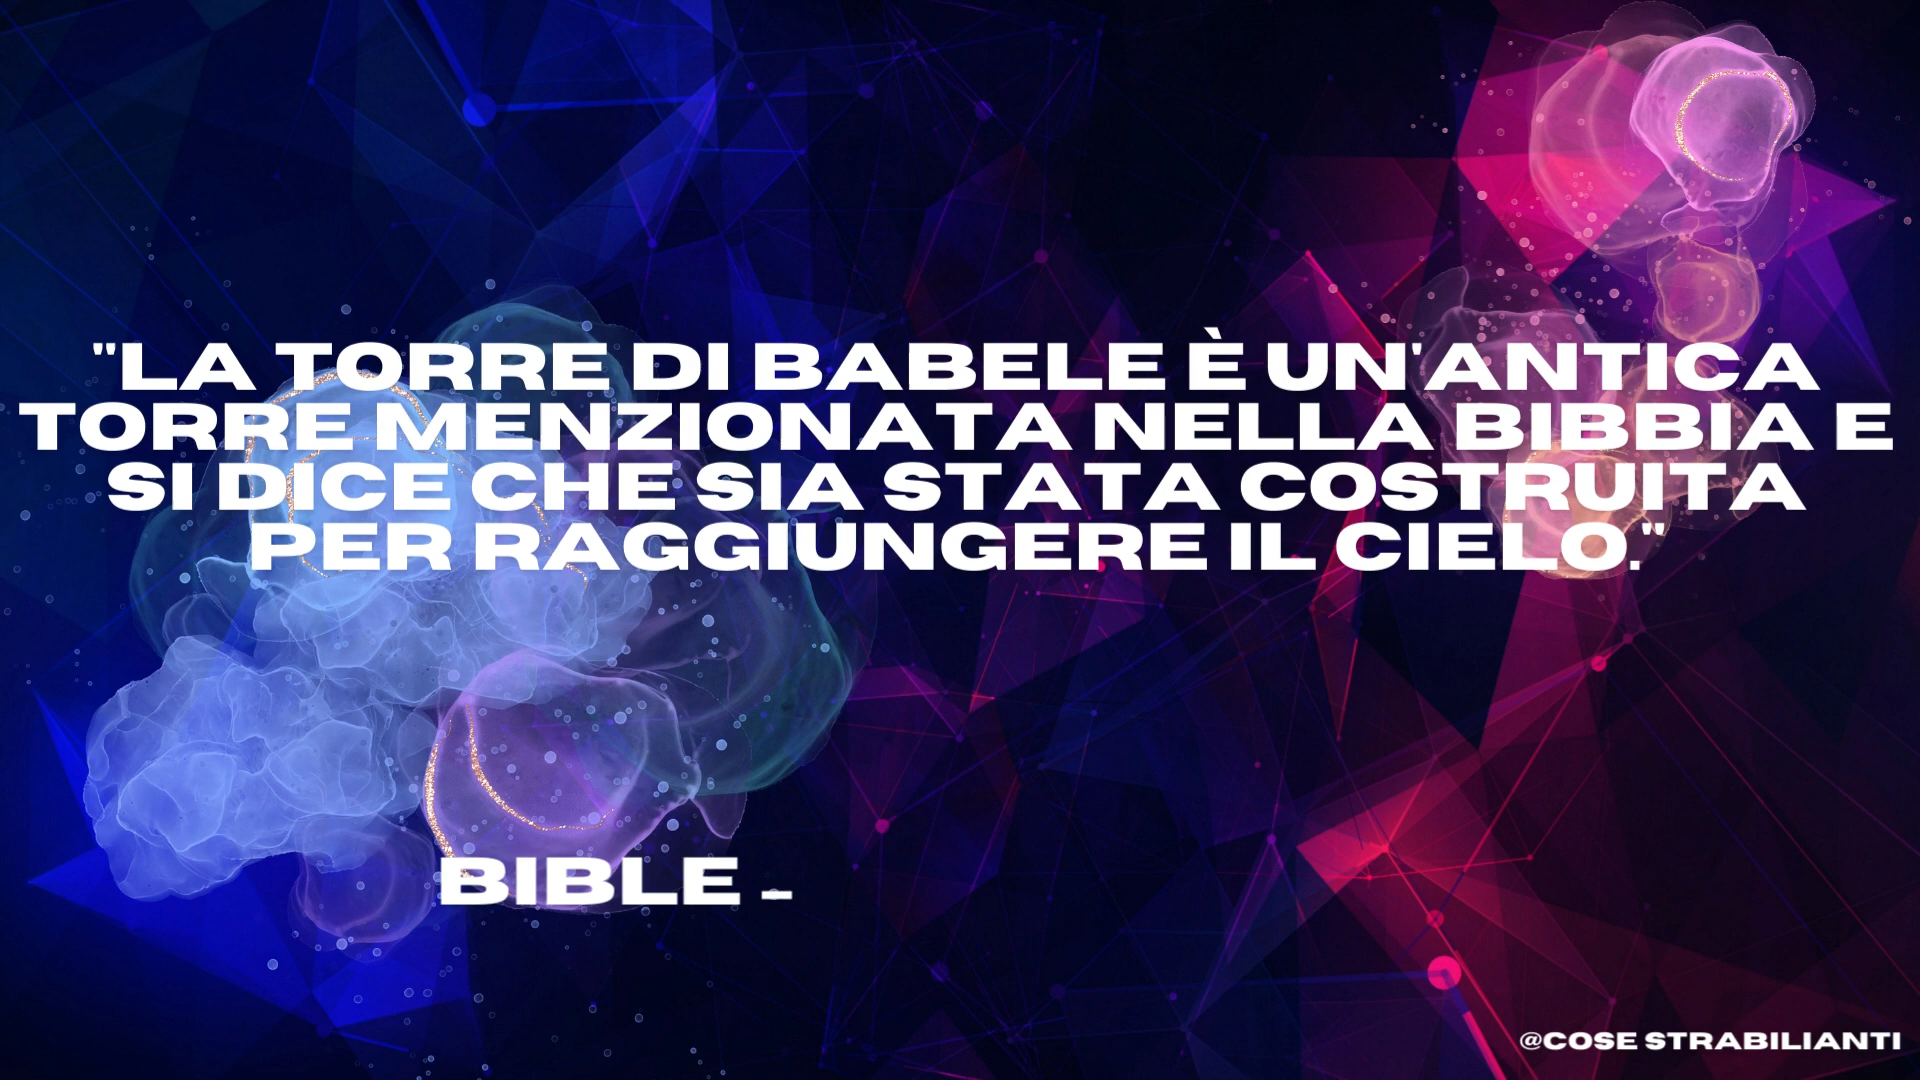 "LA TORRE DI BABELE È UN'ANTICA
TORRE MENZIONATA NELLA BIBBIA E
SI DICE CHE SIA STATA COSTRUITA
PER RAGGIUNGERE IL CIELO."
BIBLE -
@COSE STRABILIANTI